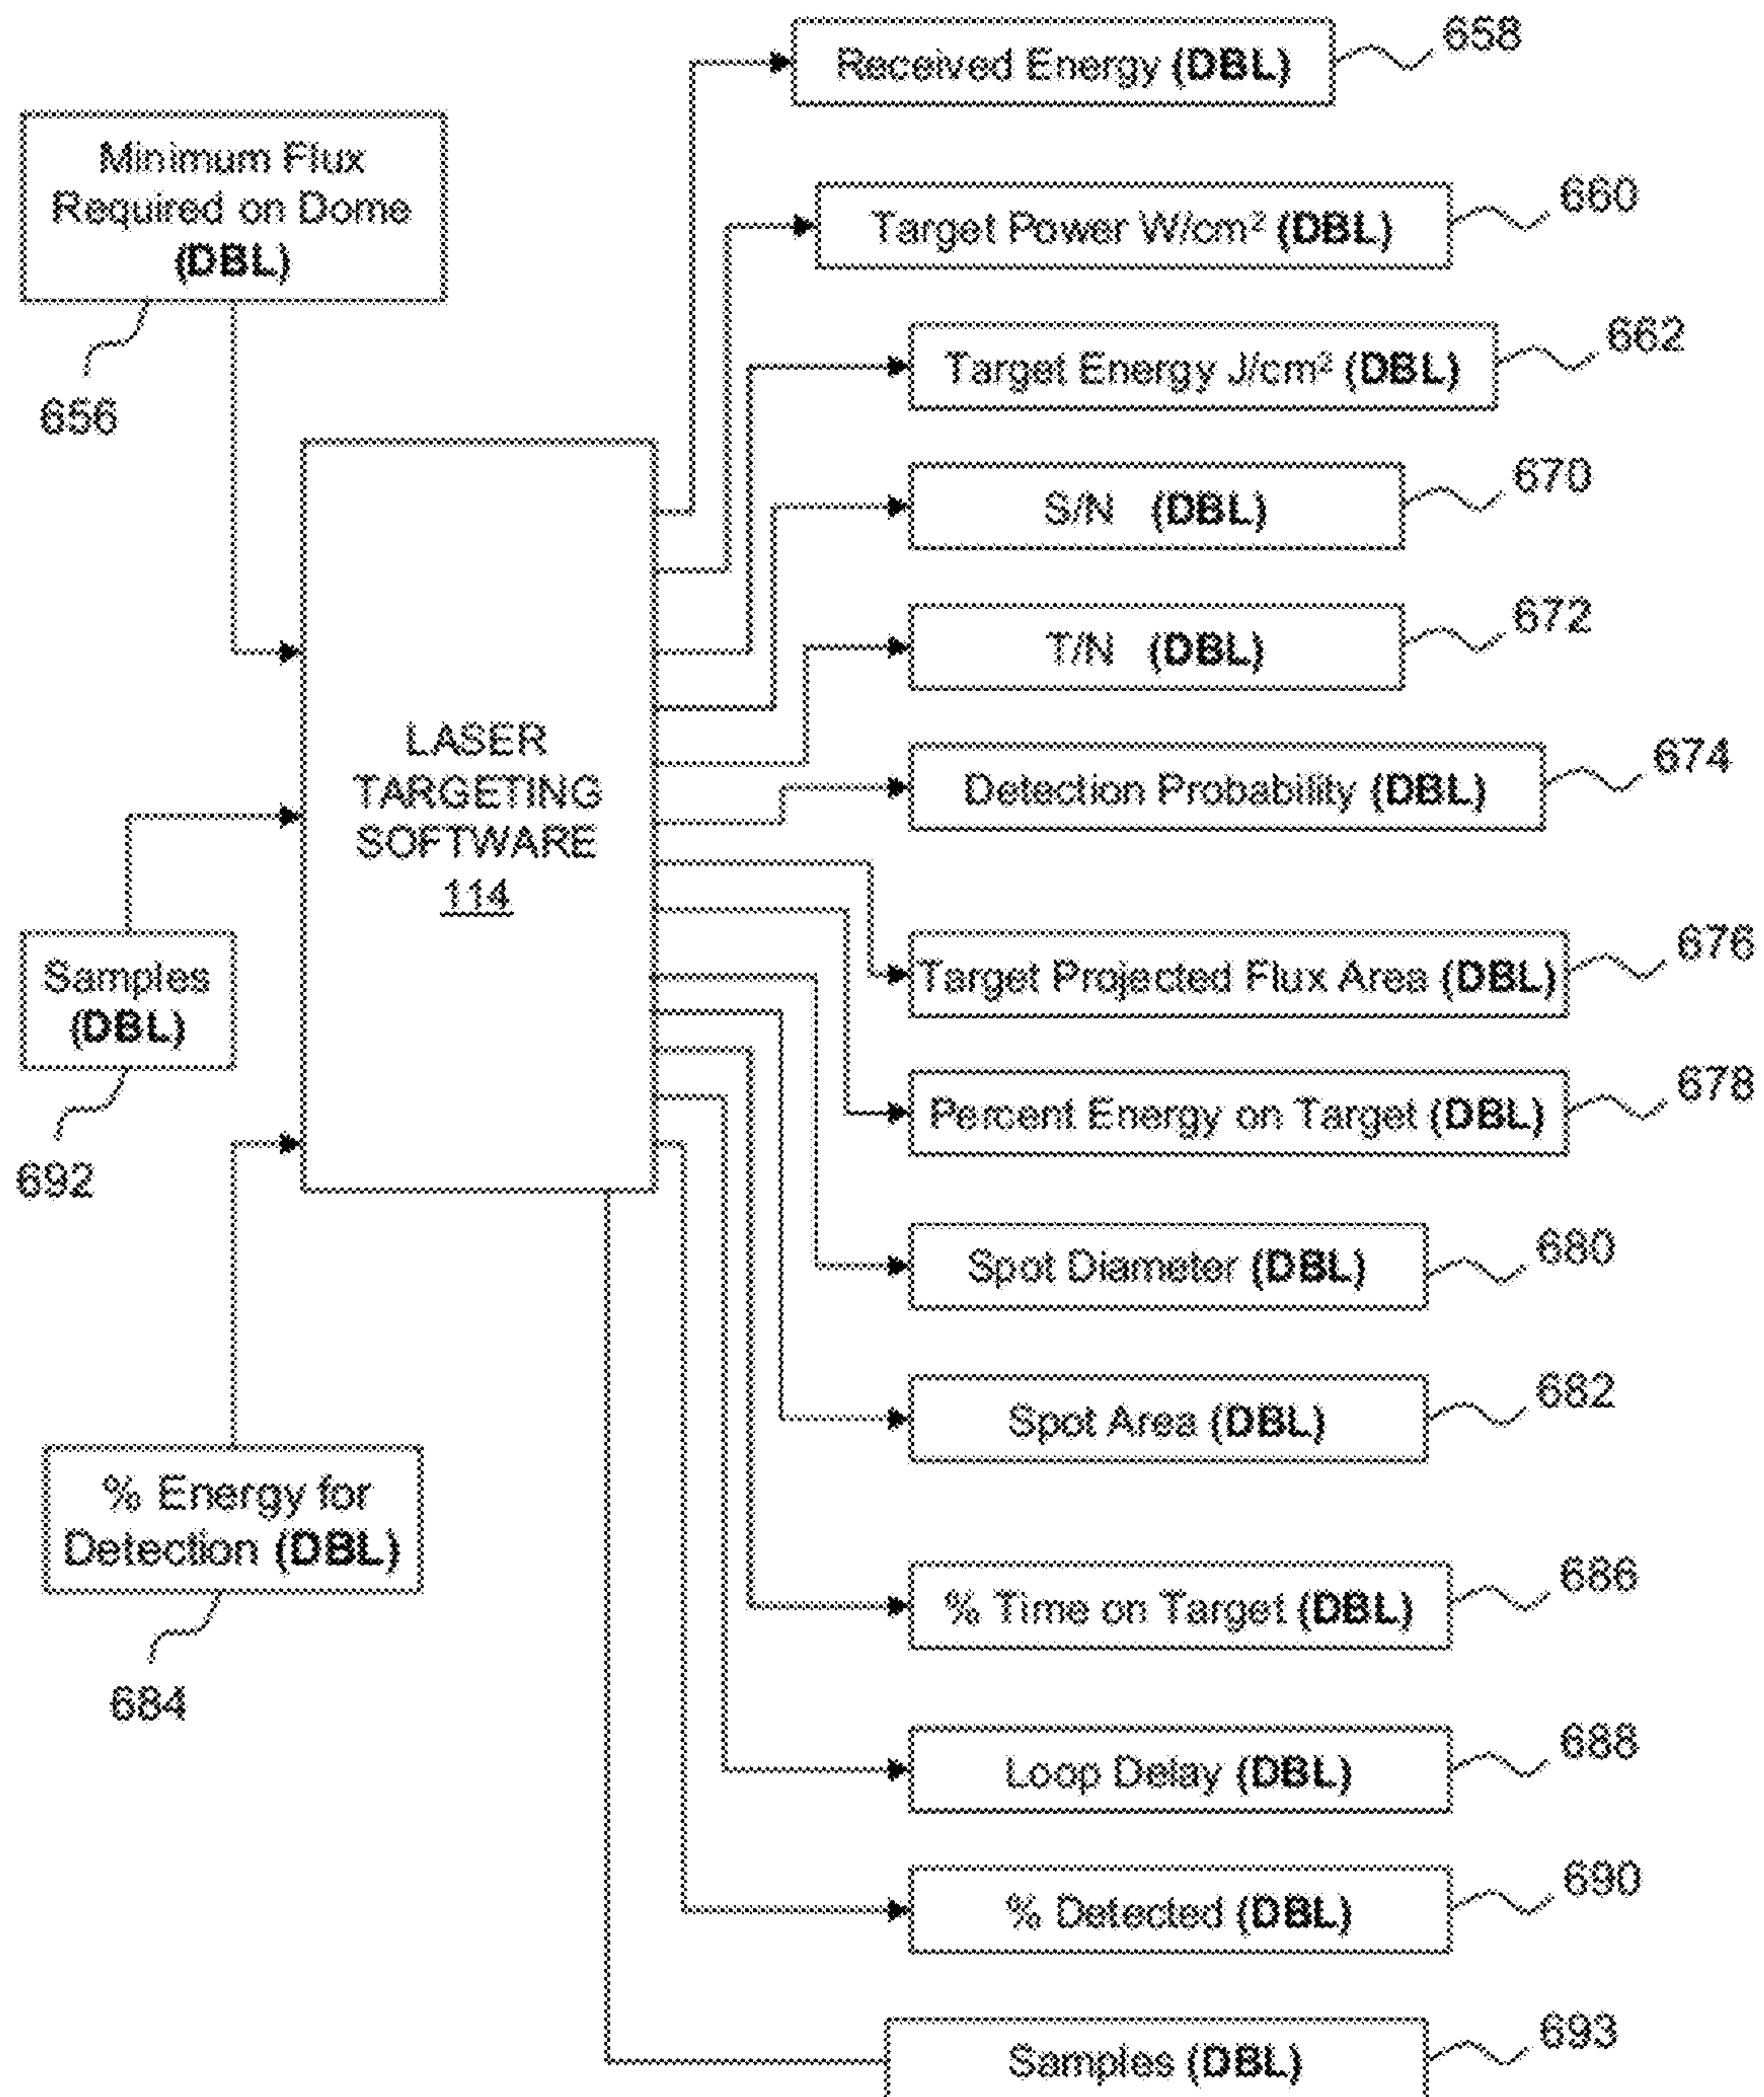 Received Energy (DBL)
658
Minimum Flux
Required on Dome
(DBL)
656
Target Power W/cm² (DBL)
660
Target Energy J/cm² (DBL)
662
S/N (DBL)
670
T/N (DBL)
672
LASER
TARGETING
SOFTWARE
114
Detection Probability (DBL)
674
Samples
(DBL)
692
Target Projected Flux Area (DBL)
676
Percent Energy on Target (DBL)
678
Spot Diameter (DBL)
680
Spot Area (DBL)
682
% Energy for
Detection (DBL)
684
% Time on Target (DBL)
686
Loop Delay (DBL)
688
% Detected (DBL)
690
Samples (DBL)
693